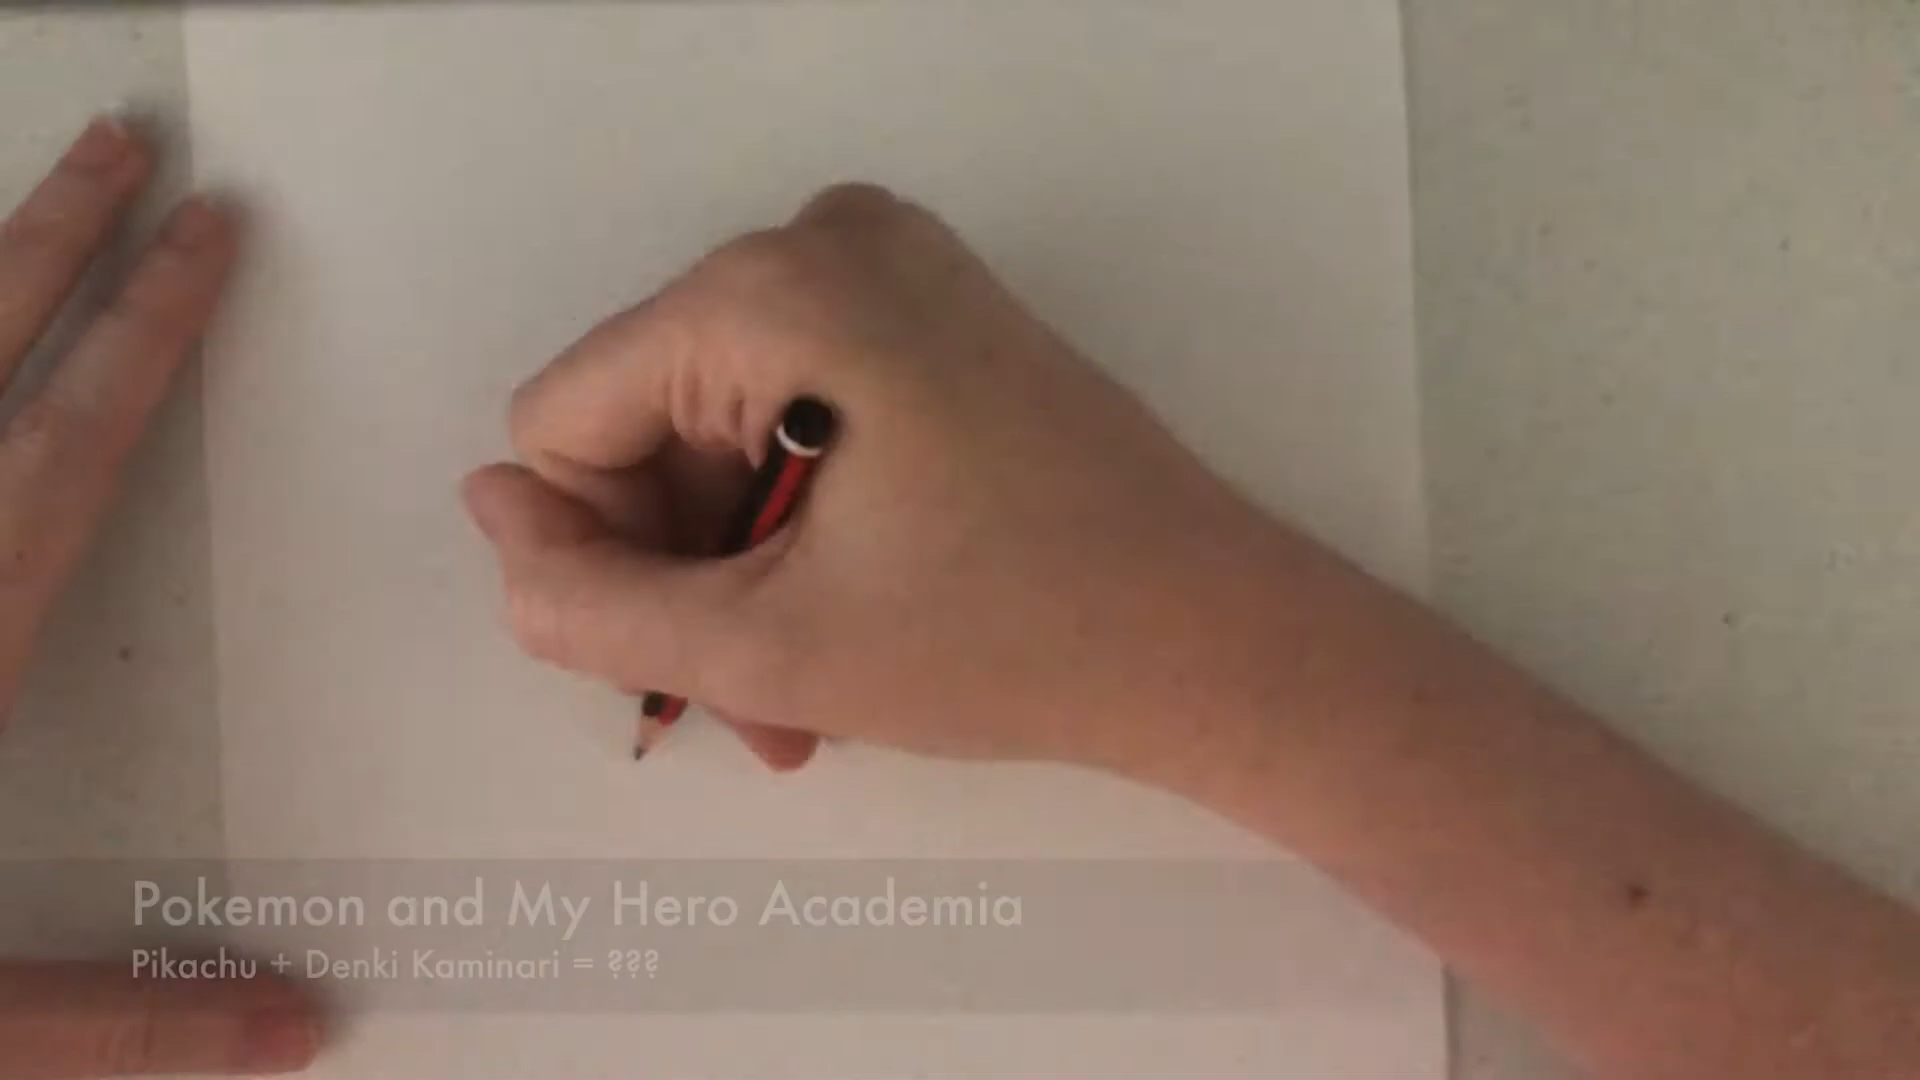 Pokemon and My Hero Academia
Pikachu + Denki Kaminari = ???